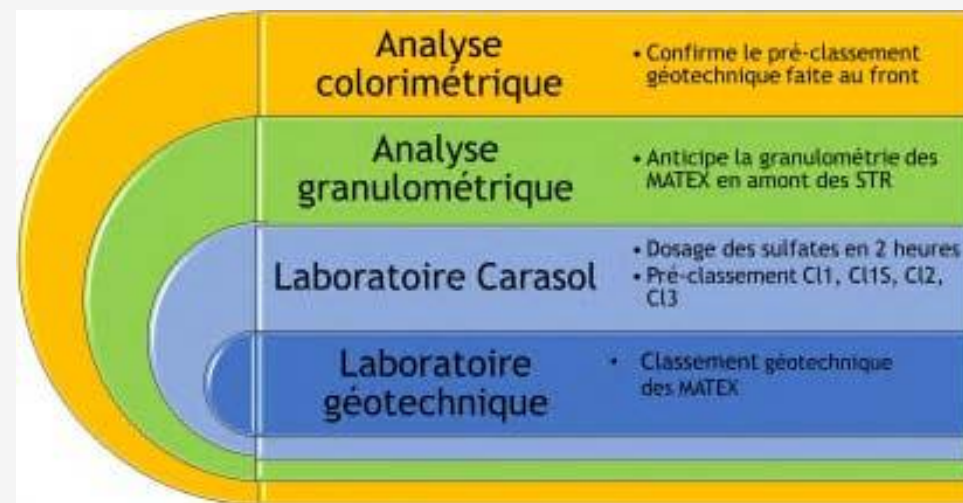 Analyse
colorimétrique
• Confirme le pré-classement
géotechnique faite au front
Analyse
granulométrique
• Anticipe la granulométrie des
MATEX en amont des STR
Laboratoire Carasol
• Dosage des sulfates en 2 heures
• Pré-classement Cl1, Cl1S, Cl2,
Cl3
Laboratoire
géotechnique
• Classement géotechnique
des MATEX